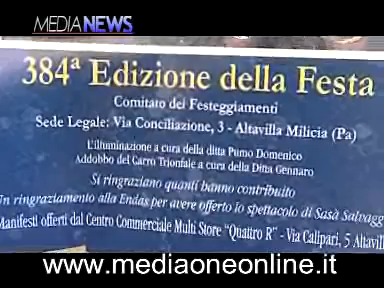 MEDIANEWS
384ª Edizione della Festa
Comitato dei Festeggiamenti
Sede Legale: Via Conciliazione, 3 - Altavilla Milicia (Pa)
L'illuminazione a cura della ditta Pumo Domenico
Addobbo del Carro Trionfale a cura della Ditta Gennaro
Si ringraziano quanti hanno contribuito
Un ringraziamento alla Endas per avere offerto lo spettacolo di Sasà Salvagg
Manifesti offerti dal Centro Commerciale Multi Store "Quattro R" - Via Calipari, 5 Altavill
www.mediaoneonline.it